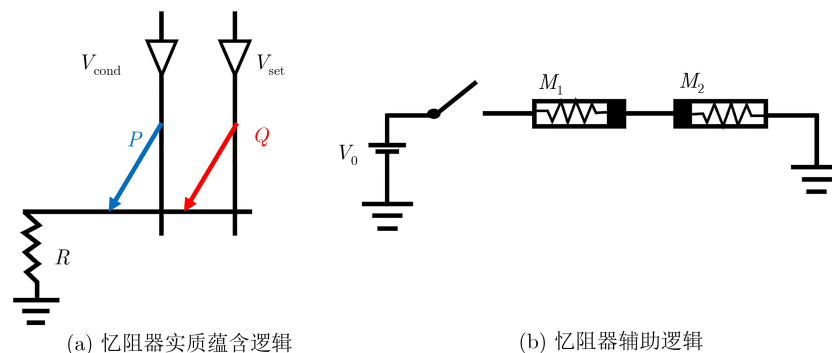 V_cond V_set
P Q
R
(a) 忆阻器实质蕴含逻辑
M_1 M_2
V_0
(b) 忆阻器辅助逻辑